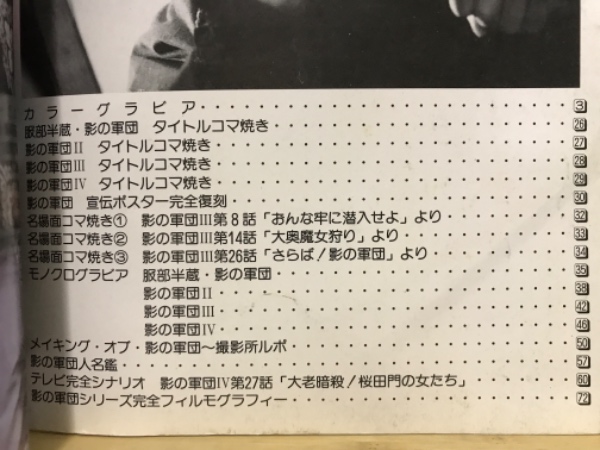 カラーグラビア・・・・・・・・・・・・・・・・・・・・・・・・③
服部半蔵・影の軍団 タイトルコマ焼き・・・・・・・・・・・・・・・・・・26
影の軍団II タイトルコマ焼き・・・・・・・・・・・・・・・・・・・・・27
影の軍団III タイトルコマ焼き・・・・・・・・・・・・・・・・・・・・・28
影の軍団IV タイトルコマ焼き・・・・・・・・・・・・・・・・・・・・・29
影の軍団 宣伝ポスター完全復刻・・・・・・・・・・・・・・・・・・・・30
名場面コマ焼き① 影の軍団III第8話「おんな牢に潜入せよ」より・・・・・・・・32
名場面コマ焼き② 影の軍団III第14話「大奥魔女狩り」より・・・・・・・・・・33
名場面コマ焼き③ 影の軍団III第26話「さらば!影の軍団」より・・・・・・・・・34
モノクログラビア 服部半蔵・影の軍団・・・・・・・・・・・・・・・・・・35
影の軍団II・・・・・・・・・・・・・・・・・・・・・38
影の軍団III・・・・・・・・・・・・・・・・・・・・・42
影の軍団IV・・・・・・・・・・・・・・・・・・・・・46
メイキング・オブ・影の軍団〜撮影所ルポ・・・・・・・・・・・・・・・・・50
影の軍団人名鑑・・・・・・・・・・・・・・・・・・・・・・・・・・・57
テレビ完全シナリオ 影の軍団IV第27話「大老暗殺!桜田門の女たち」・・・・・・・60
影の軍団シリーズ完全フィルモグラフィー・・・・・・・・・・・・・・・・・72